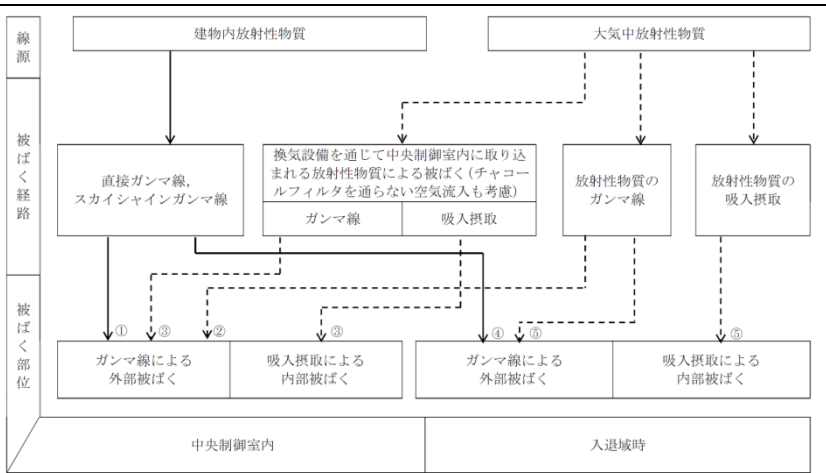 線源
建物内放射性物質
大気中放射性物質
被ばく経路
直接ガンマ線,
スカイシャインガンマ線
換気設備を通じて中央制御室内に取り込
まれる放射性物質による被ばく(チャコー
ルフィルタを通らない空気流入も考慮)
ガンマ線
吸入摂取
放射性物質の
ガンマ線
放射性物質の
吸入摂取
被ばく部位
①
③
②
③
④
⑤
⑤
ガンマ線による
外部被ばく
吸入摂取による
内部被ばく
ガンマ線による
外部被ばく
吸入摂取による
内部被ばく
中央制御室内
入退域時